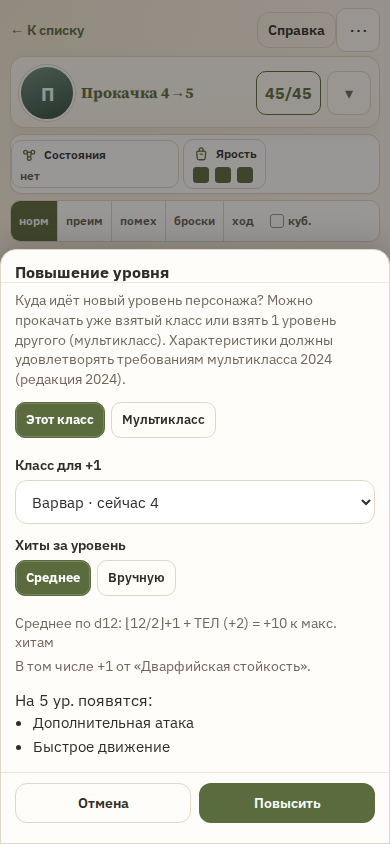 ← К списку
Справка
...
П
Прокачка 4→5
45/45
▼
Состояния
нет
Ярость
норм
преим
помех
броски
ход
куб.
Повышение уровня
Куда идёт новый уровень персонажа? Можно
прокачать уже взятый класс или взять 1 уровень
другого (мультикласс). Характеристики должны
удовлетворять требованиям мультикласса 2024
(редакция 2024).
Этот класс
Мультикласс
Класс для +1
Варвар · сейчас 4
Хиты за уровень
Среднее
Вручную
Среднее по d12: ⌊12/2⌋+1 + ТЕЛ (+2) = +10 к макс.
хитам
В том числе +1 от «Дварфийская стойкость».
На 5 ур. появятся:
• Дополнительная атака
• Быстрое движение
Отмена
Повысить